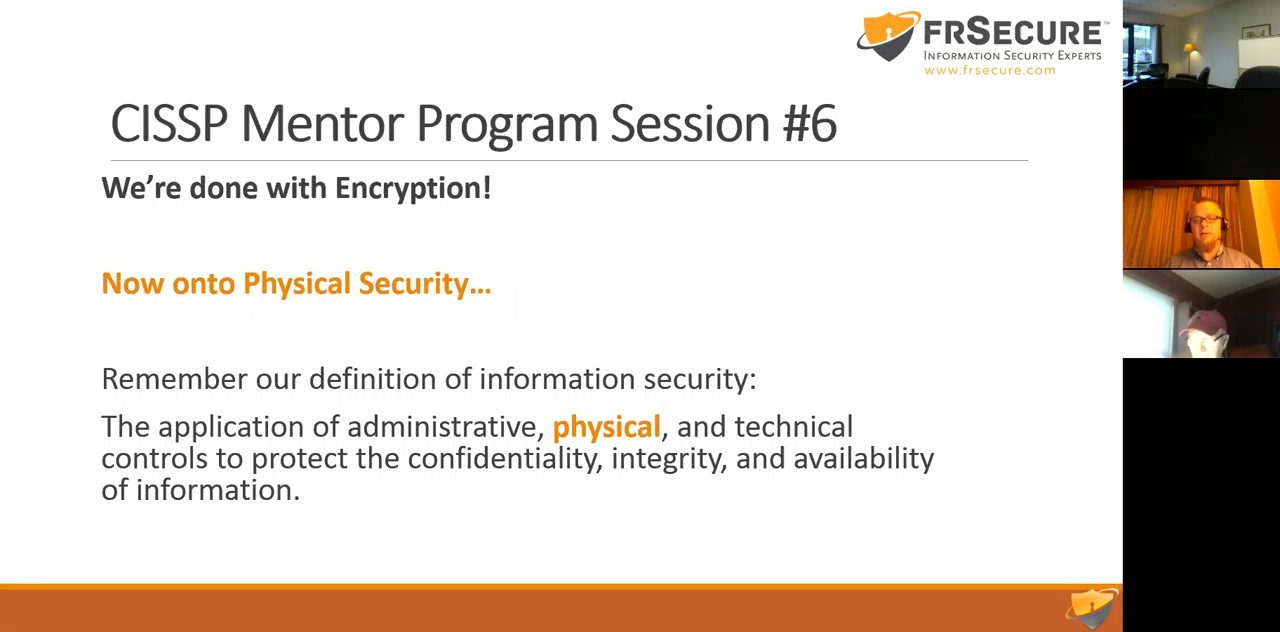 FRSECURE™
INFORMATION SECURITY EXPERTS
www.frsecure.com
CISSP Mentor Program Session #6
We’re done with Encryption!
Now onto Physical Security…
Remember our definition of information security:
The application of administrative, physical, and technical
controls to protect the confidentiality, integrity, and availability
of information.